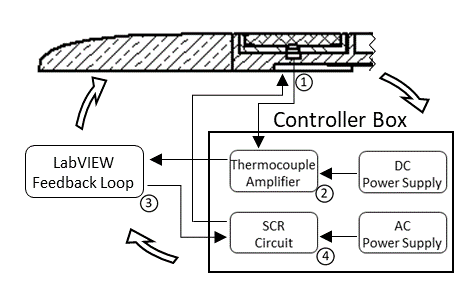 ①
Controller Box
LabVIEW
Feedback Loop
③
Thermocouple
Amplifier
②
DC
Power Supply
SCR
Circuit
④
AC
Power Supply